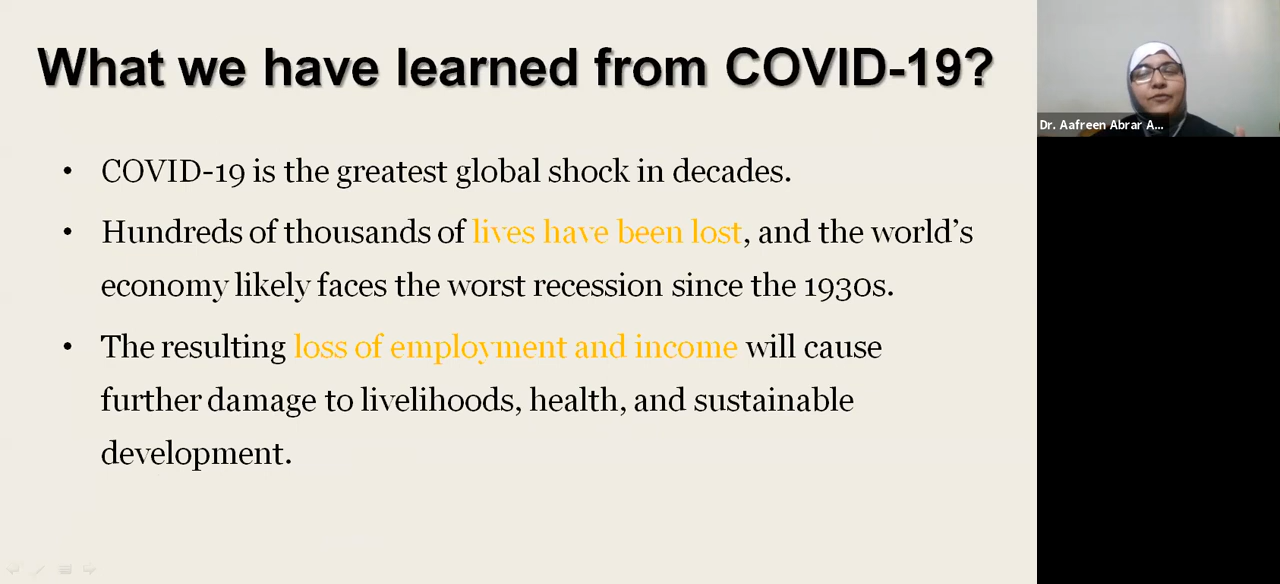 What we have learned from COVID-19?
• COVID-19 is the greatest global shock in decades.
• Hundreds of thousands of lives have been lost, and the world’s
economy likely faces the worst recession since the 1930s.
• The resulting loss of employment and income will cause
further damage to livelihoods, health, and sustainable
development.
Dr. Aafreen Abrar A...